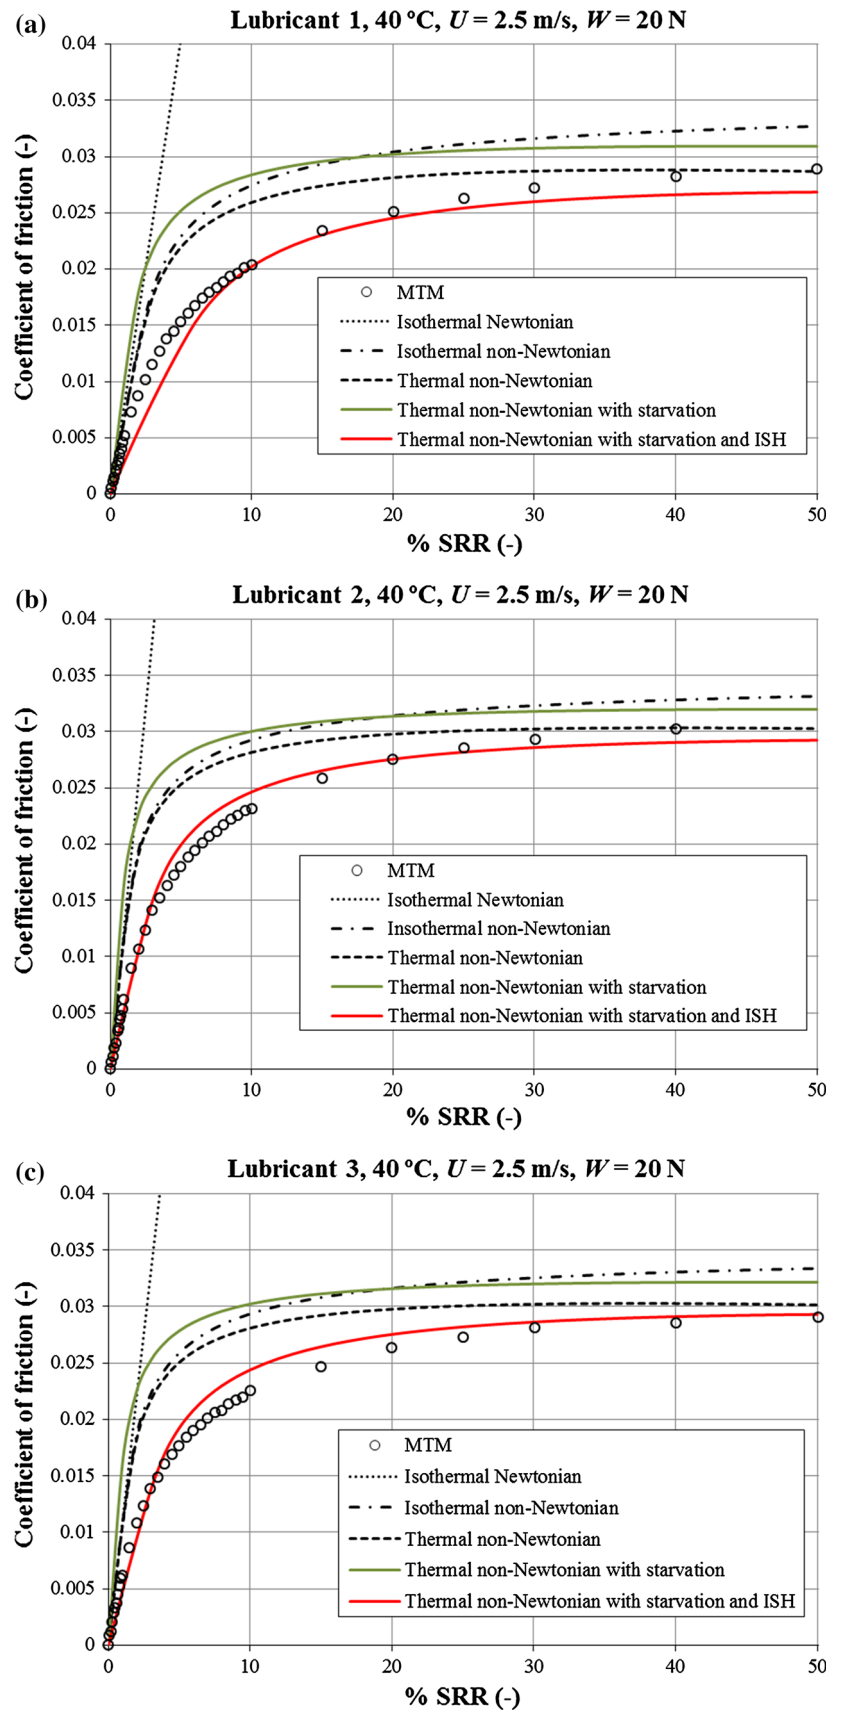 (a)
Lubricant 1, 40 ºC, U = 2.5 m/s, W = 20 N
0.04
0.035
0.03
0.025
0.02
0.015
0.01
0.005
0
Coefficient of friction (-)
MTM
Isothermal Newtonian
Isothermal non-Newtonian
Thermal non-Newtonian
Thermal non-Newtonian with starvation
Thermal non-Newtonian with starvation and ISH
0 10 20 30 40 50
% SRR (-)
(b)
Lubricant 2, 40 ºC, U = 2.5 m/s, W = 20 N
0.04
0.035
0.03
0.025
0.02
0.015
0.01
0.005
0
Coefficient of friction (-)
MTM
Isothermal Newtonian
Insothermal non-Newtonian
Thermal non-Newtonian
Thermal non-Newtonian with starvation
Thermal non-Newtonian with starvation and ISH
0 10 20 30 40 50
% SRR (-)
(c)
Lubricant 3, 40 ºC, U = 2.5 m/s, W = 20 N
0.04
0.035
0.03
0.025
0.02
0.015
0.01
0.005
0
Coefficient of friction (-)
MTM
Isothermal Newtonian
Isothermal non-Newtonian
Thermal non-Newtonian
Thermal non-Newtonian with starvation
Thermal non-Newtonian with starvation and ISH
0 10 20 30 40 50
% SRR (-)